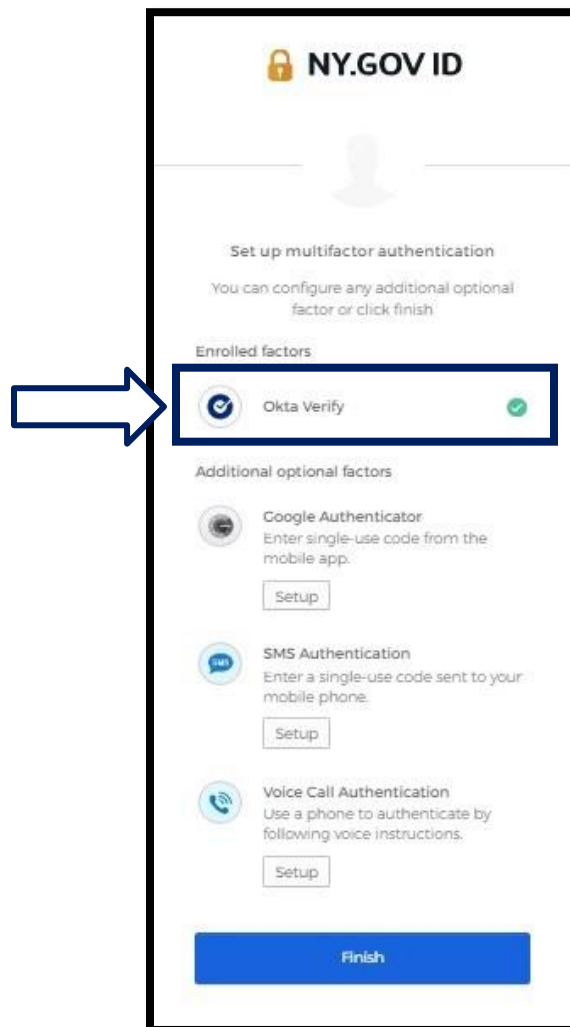 NY.GOV ID
Set up multifactor authentication
You can configure any additional optional
factor or click finish
Enrolled factors
Okta Verify
Additional optional factors
Google Authenticator
Enter single-use code from the
mobile app.
Setup
SMS
SMS Authentication
Enter a single-use code sent to your
mobile phone.
Setup
Voice Call Authentication
Use a phone to authenticate by
following voice instructions.
Setup
Finish